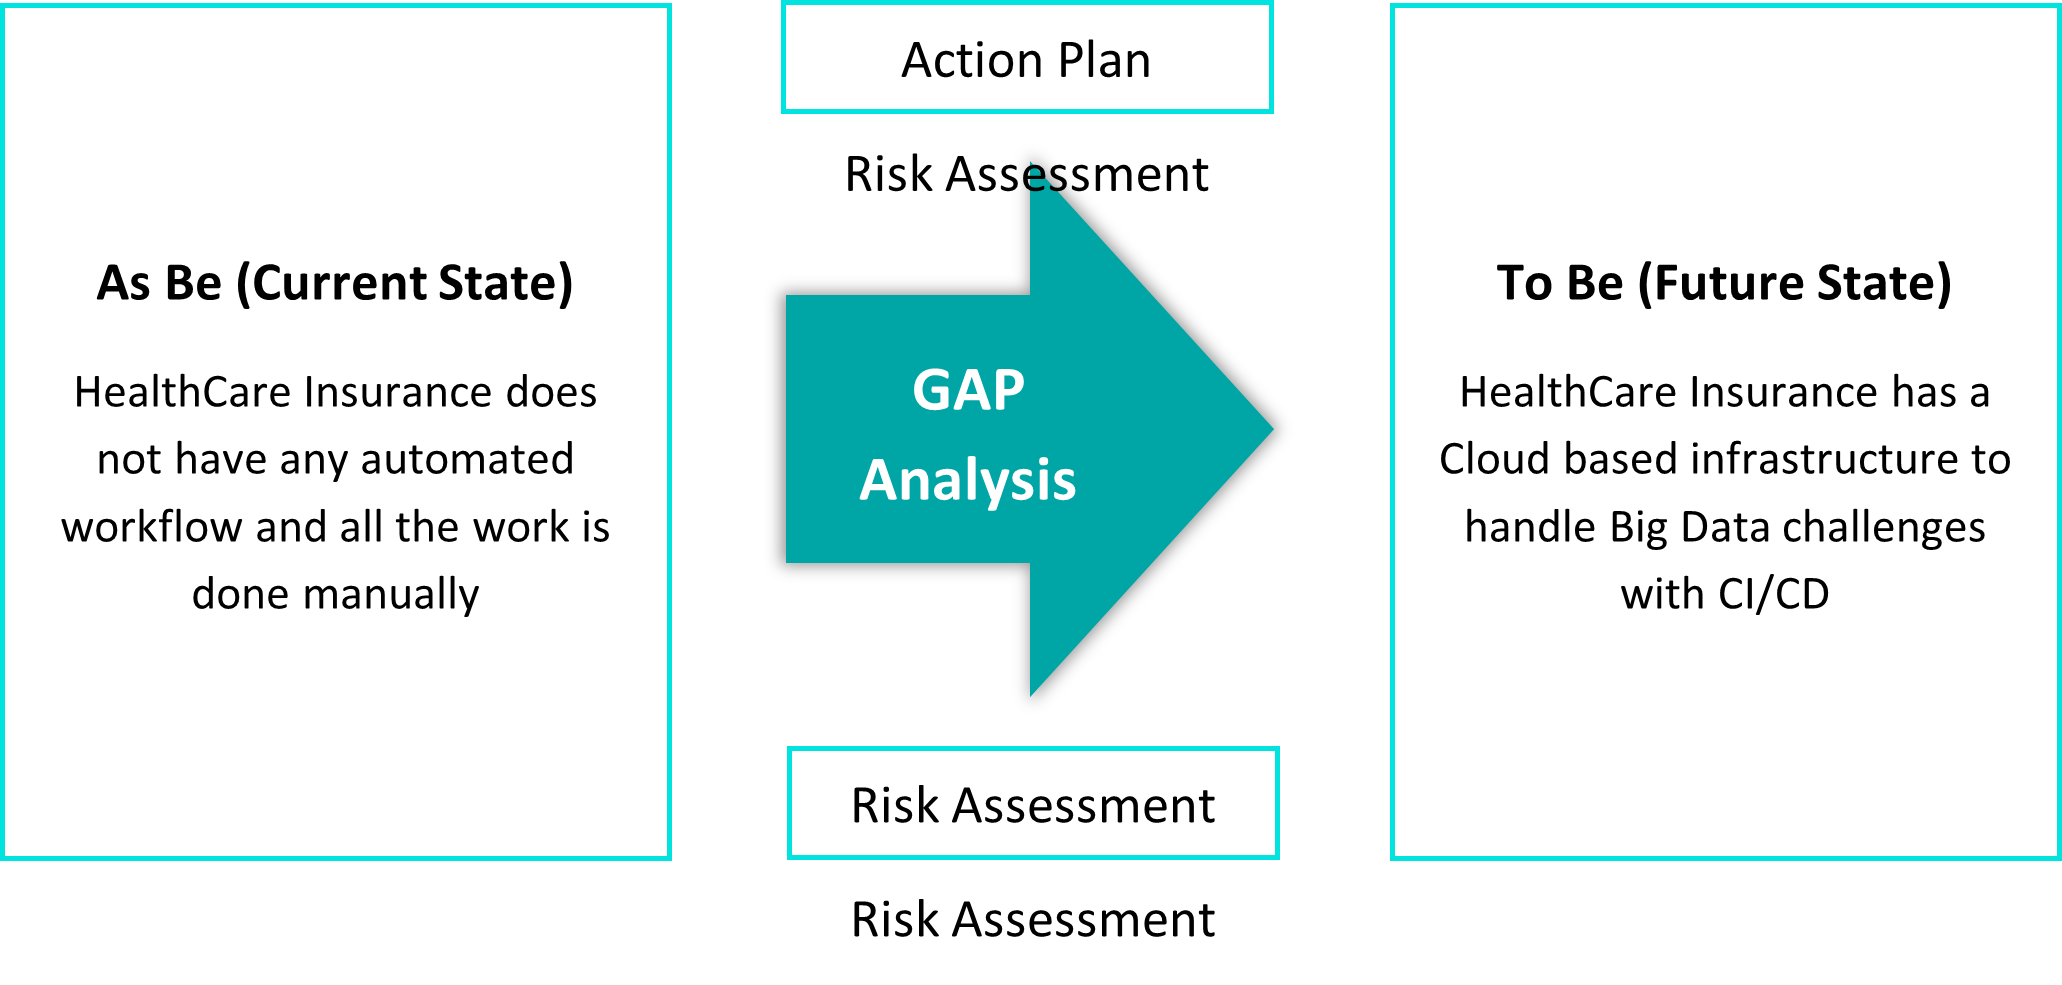 As Be (Current State)
HealthCare Insurance does
not have any automated
workflow and all the work is
done manually
Action Plan
Risk Assessment
GAP
Analysis
Risk Assessment
Risk Assessment
To Be (Future State)
HealthCare Insurance has a
Cloud based infrastructure to
handle Big Data challenges
with CI/CD